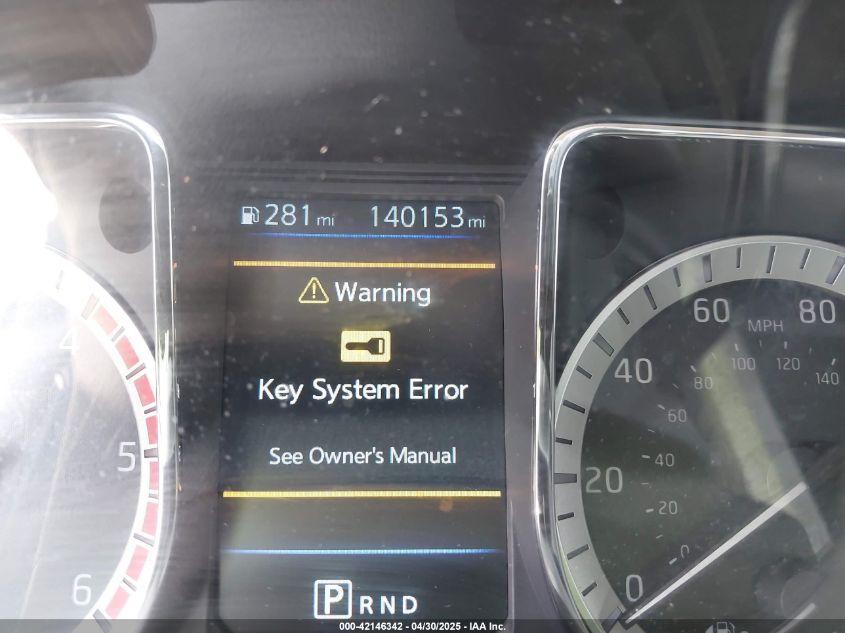 281 mi 140153 mi
Warning
Key System Error
See Owner's Manual
P R N D
4
5
6
0
20
40
60
80
MPH
0
20
40
60
80
100
120
140
000-42146342 - 04/30/2025 - IAA Inc.